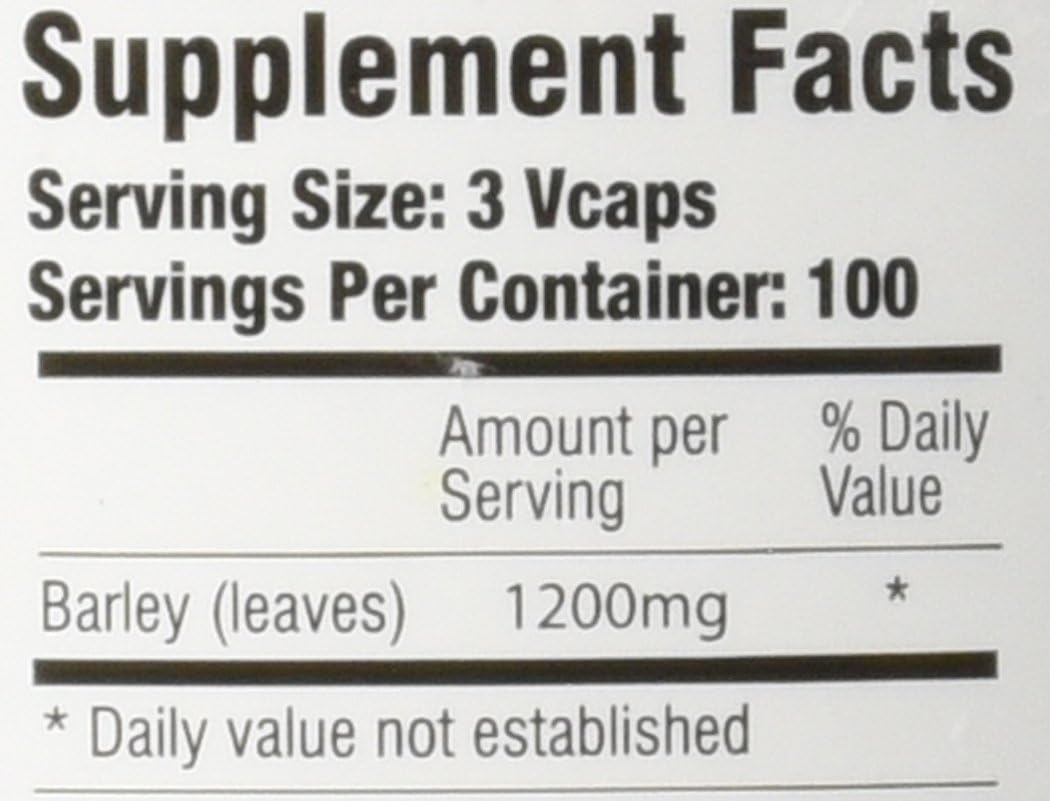 Supplement Facts
Serving Size: 3 Vcaps
Servings Per Container: 100
Amount per Serving % Daily Value
Barley (leaves) 1200mg *
* Daily value not established